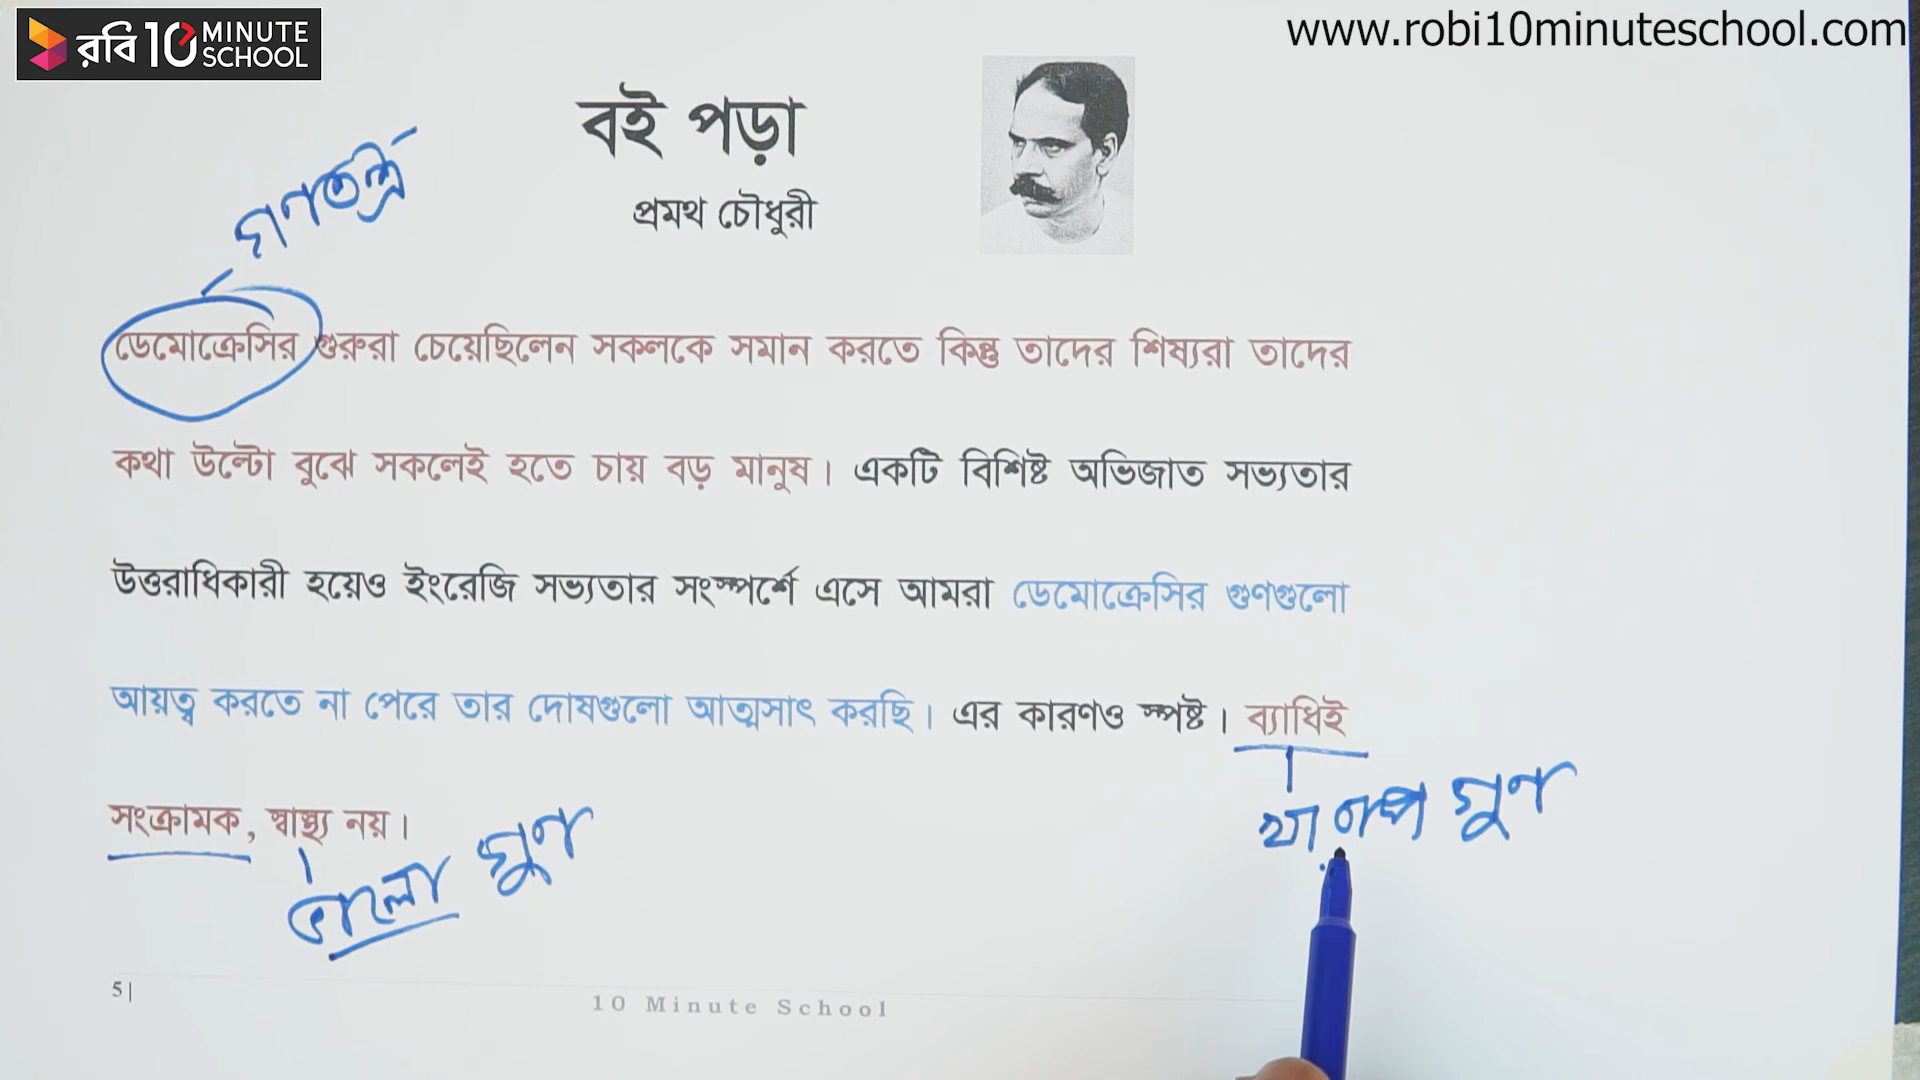 রবি 10 MINUTE SCHOOL
www.robi10minuteschool.com
বই পড়া
প্রমথ চৌধুরী
গণতন্ত্র
ডেমোক্রেসির গুরুরা চেয়েছিলেন সকলকে সমান করতে কিন্তু তাদের শিষ্যরা তাদের
কথা উল্টো বুঝে সকলেই হতে চায় বড় মানুষ। একটি বিশিষ্ট অভিজাত সভ্যতার
উত্তরাধিকারী হয়েও ইংরেজি সভ্যতার সংস্পর্শে এসে আমরা ডেমোক্রেসির গুণগুলো
আয়ত্ব করতে না পেরে তার দোষগুলো আত্মসাৎ করছি। এর কারণও স্পষ্ট। ব্যাধিই
খারাপ গুণ
সংক্রামক, স্বাস্থ্য নয়।
ভালো গুণ
5|
10 Minute School